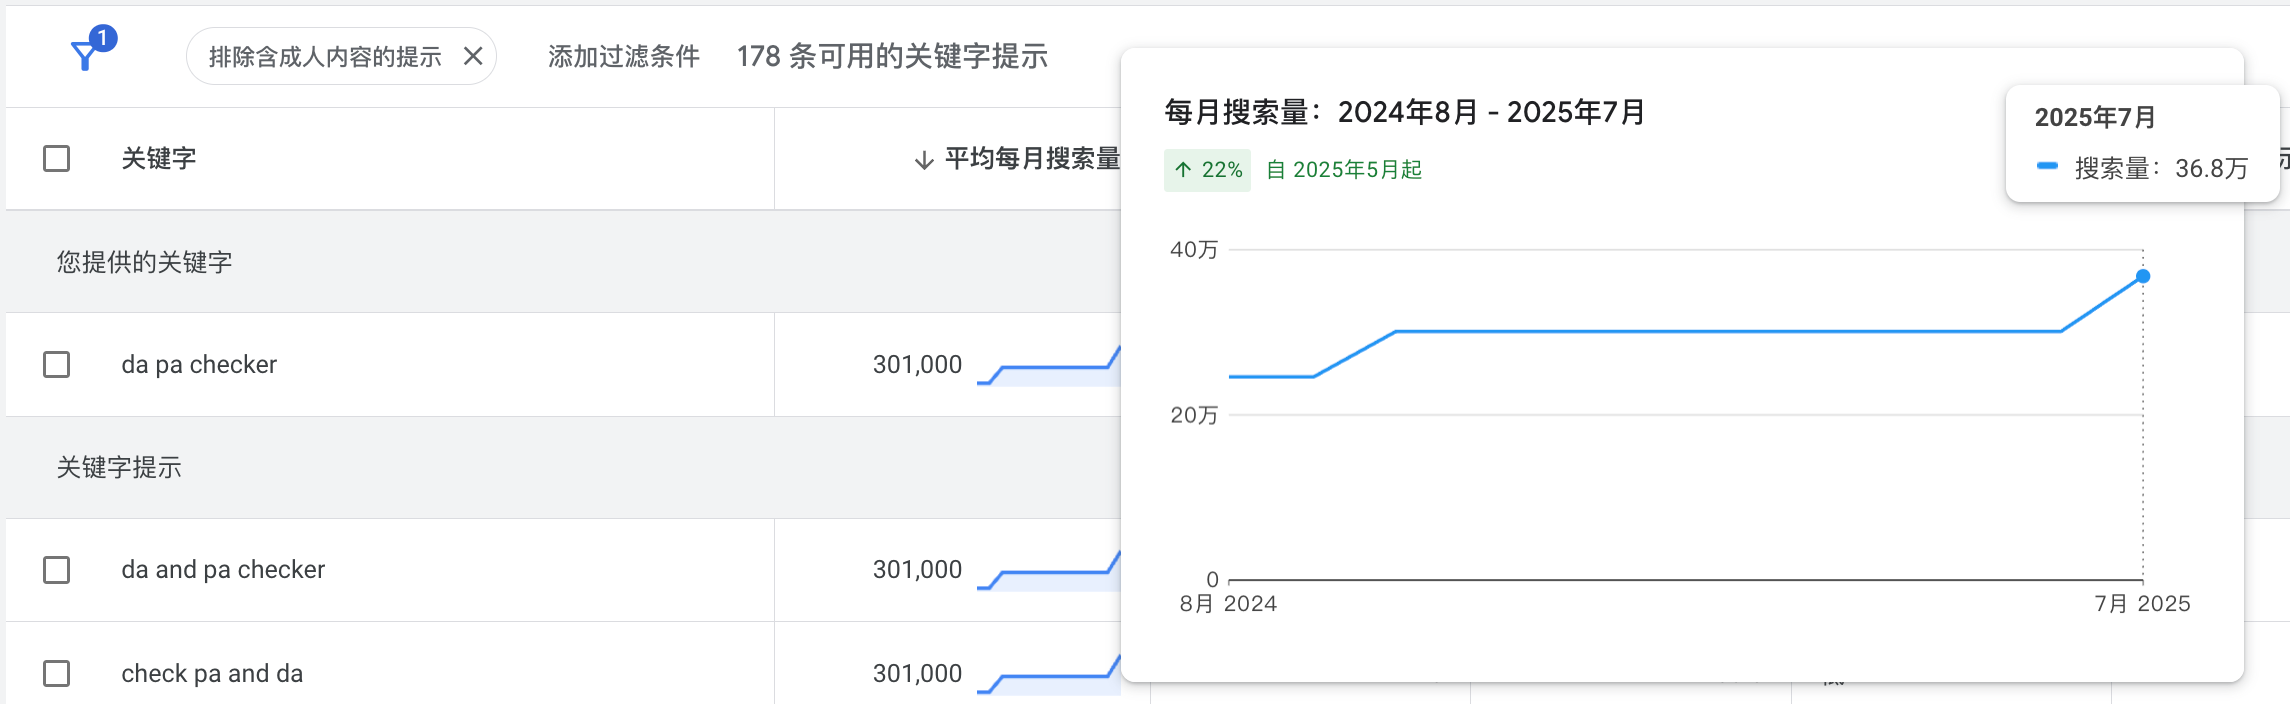 1
排除含成人内容的提示
添加过滤条件
178 条可用的关键字提示
关键字
平均每月搜索量
您提供的关键字
da pa checker
301,000
关键字提示
da and pa checker
301,000
check pa and da
301,000
每月搜索量：2024年8月 - 2025年7月
22% 自 2025年5月起
2025年7月
搜索量：36.8万
40万
20万
0
8月 2024
7月 2025